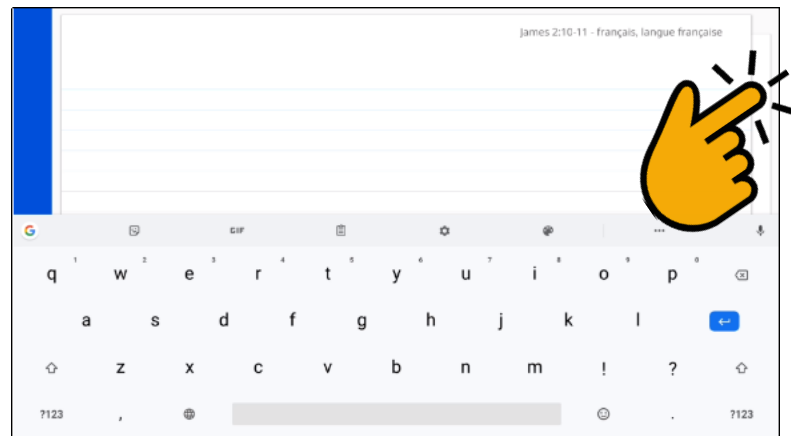 James 2:10-11 - français, langue française
G GIF
1 2 3 4 5 6 7 8 9 0
q w e r t y u i o p
a s d f g h j k l
z x c v b n m ! ?
?123 , . ?123